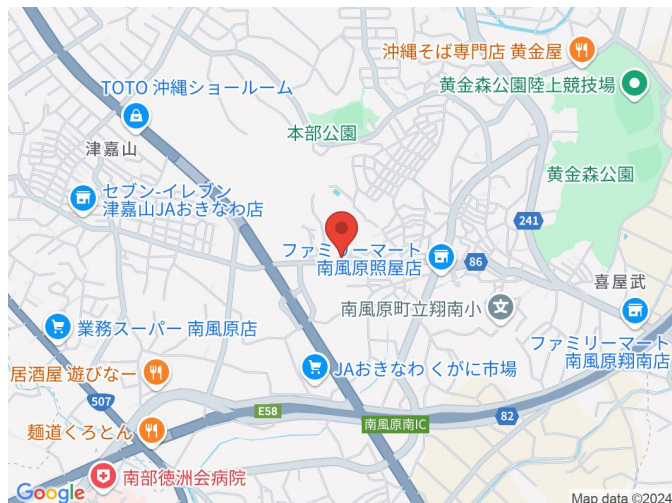 沖縄そば専門店 黄金屋
TOTO 沖縄ショールーム
黄金森公園陸上競技場
本部公園
津嘉山
黄金森公園
セブン-イレブン
津嘉山JAおきなわ店
241
ファミリーマート
南風原照屋店
86
喜屋武
南風原町立翔南小
業務スーパー 南風原店
ファミリーマート
南風原翔南店
JAおきなわ くがに市場
居酒屋 遊びなー
507
E58
82
南風原南IC
麺道くろとん
南部徳洲会病院
Google
Map data ©2024